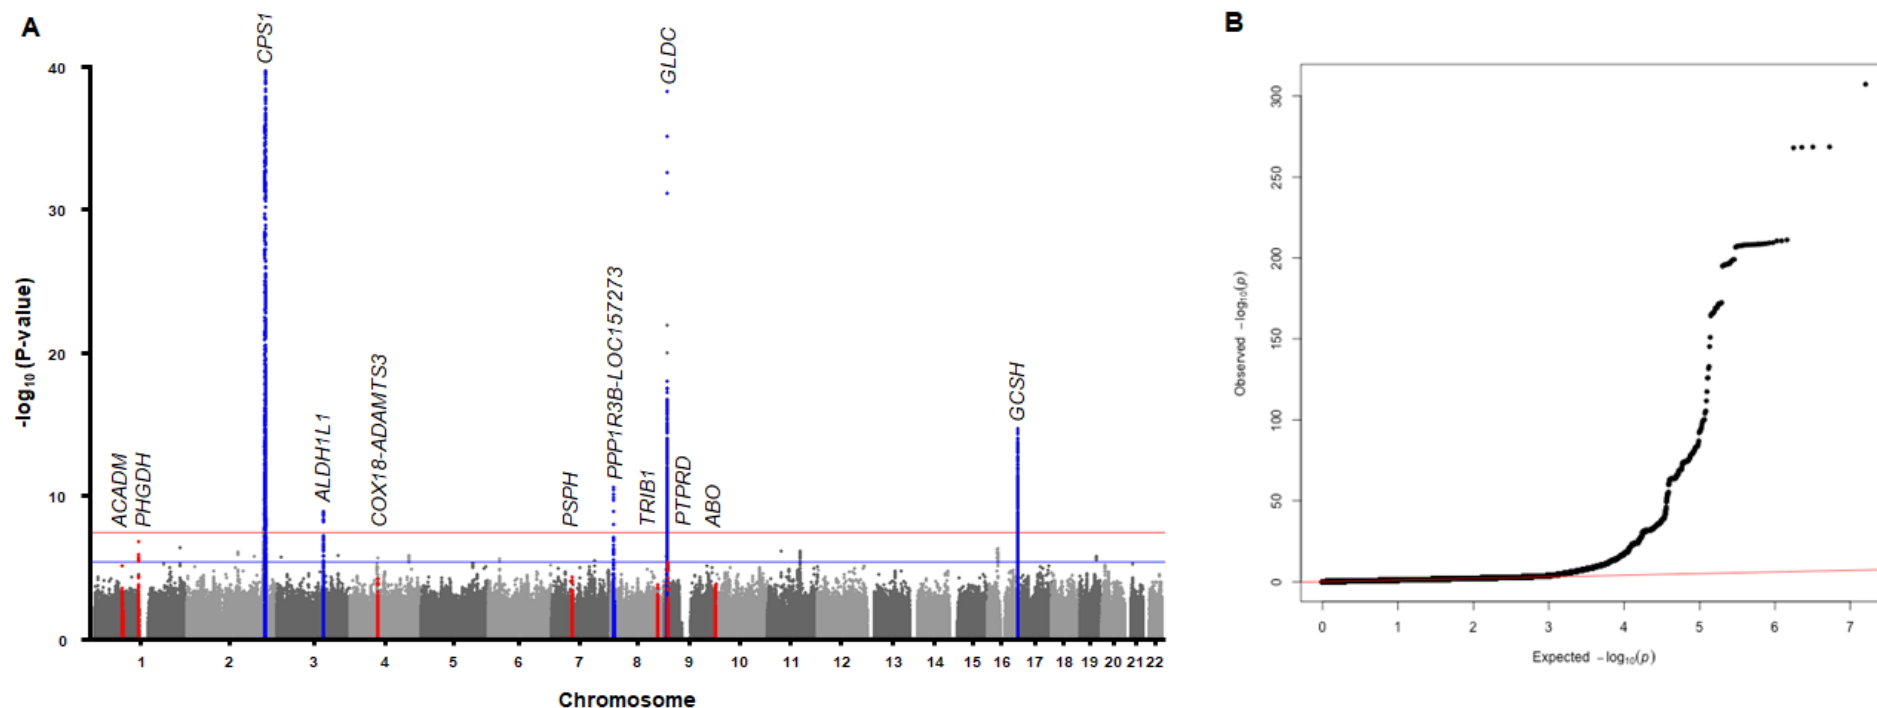 A
-log₁₀ (P-value)
40
30
20
10
0
ACADM
PHGDH
CPS1
ALDH1L1
COX18-ADAMTS3
PSPH
PPP1R3B-LOC157273
TRIB1
GLDC
PTPRD
ABO
GCSH
1 2 3 4 5 6 7 8 9 10 11 12 13 14 15 16 17 18 19 20 21 22
Chromosome
B
Observed −log₁₀(p)
300
250
200
150
100
50
0
0 1 2 3 4 5 6 7
Expected −log₁₀(p)